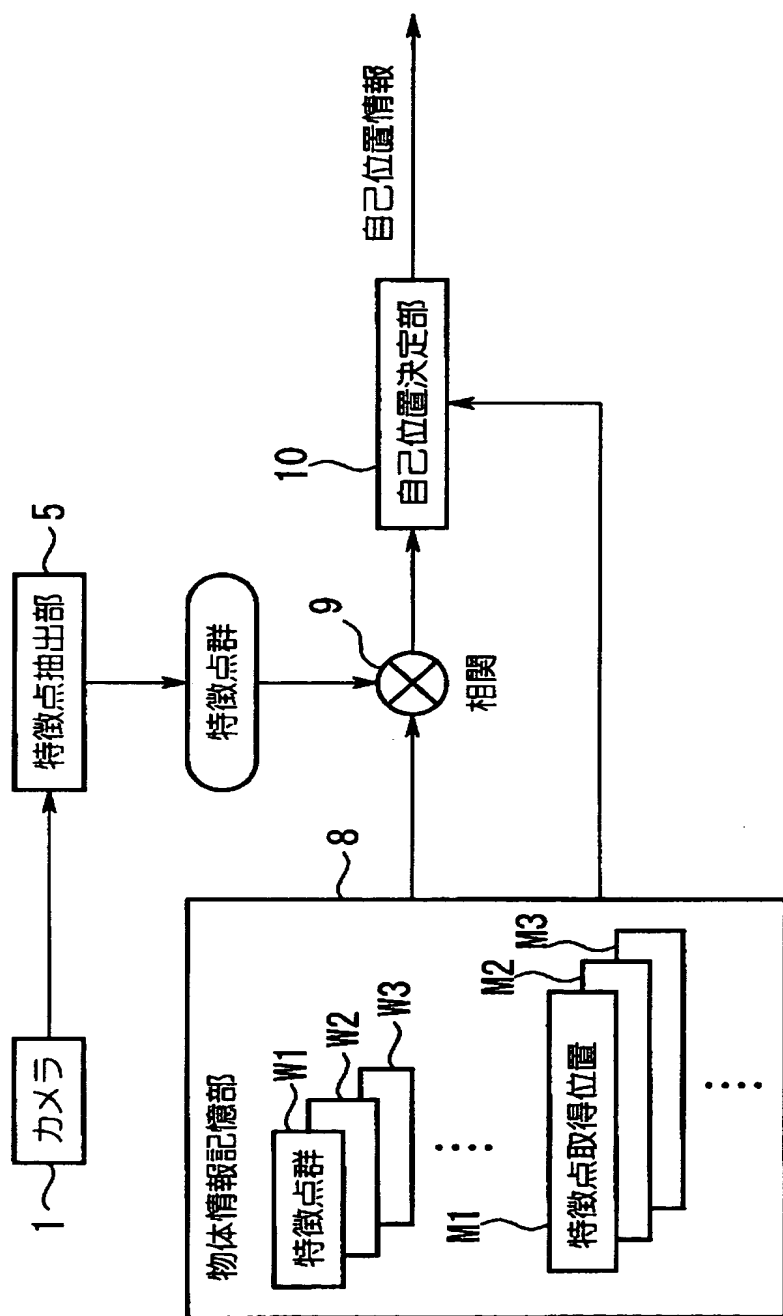 1
カメラ
特徴点抽出部
5
特徴点群
物体情報記憶部
8
特徴点群
W1
W2
W3
‥‥
M1
特徴点取得位置
M2
M3
‥‥
9
相関
10
自己位置決定部
自己位置情報